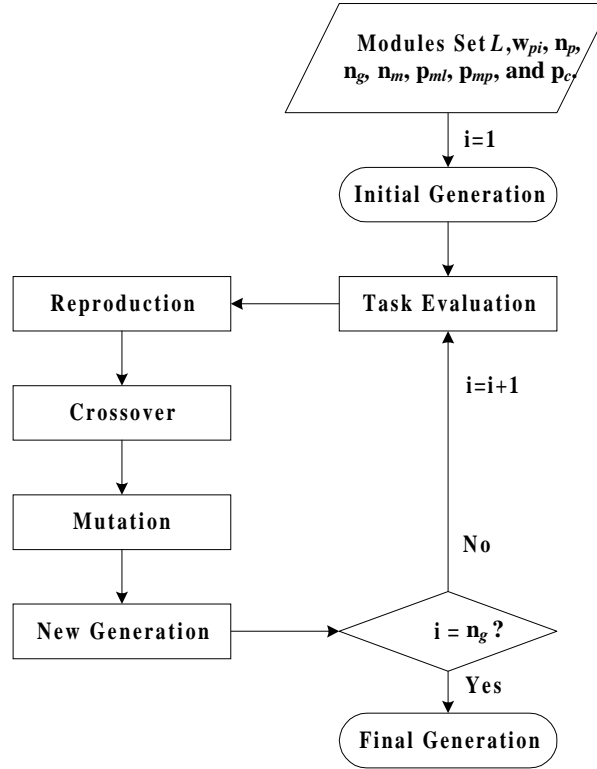 Modules Set L,wpi, np,
ng, nm, pml, pmp, and pc.
i=1
Initial Generation
Reproduction
Task Evaluation
i=i+1
Crossover
Mutation
No
New Generation
i = ng ?
Yes
Final Generation